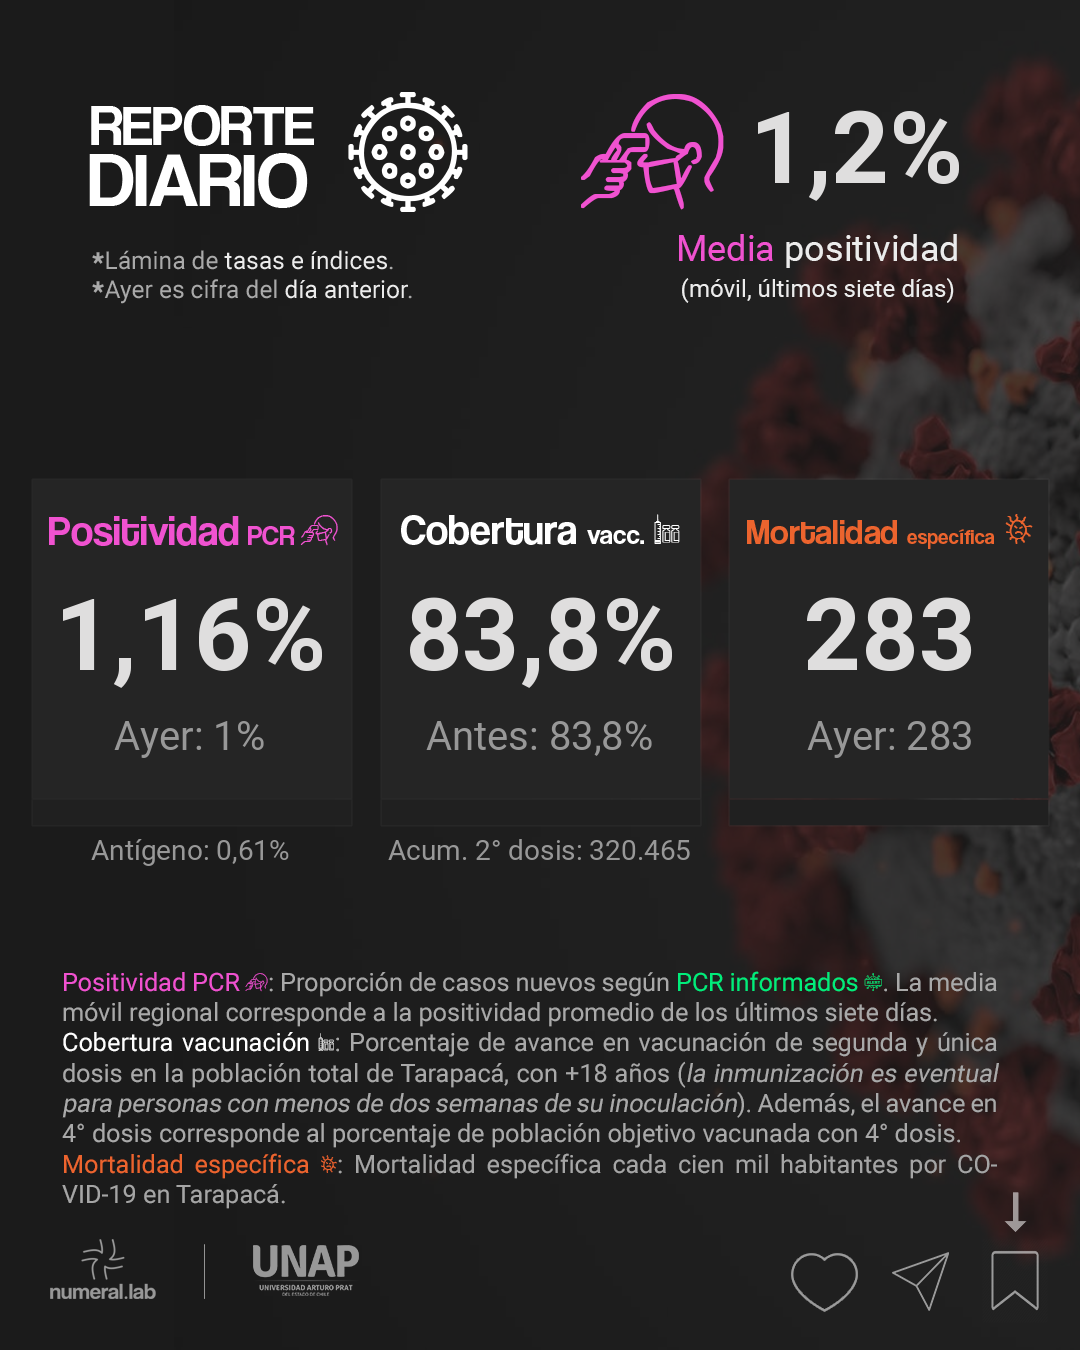 REPORTE
DIARIO
*Lámina de tasas e índices.
*Ayer es cifra del día anterior.
1,2%
Media positividad
(móvil, últimos siete días)
Positividad PCR
1,16%
Ayer: 1%
Antígeno: 0,61%
Cobertura vacc.
83,8%
Antes: 83,8%
Acum. 2° dosis: 320.465
Mortalidad específica
283
Ayer: 283
Positividad PCR : Proporción de casos nuevos según PCR informados . La media
móvil regional corresponde a la positividad promedio de los últimos siete días.
Cobertura vacunación : Porcentaje de avance en vacunación de segunda y única
dosis en la población total de Tarapacá, con +18 años (la inmunización es eventual
para personas con menos de dos semanas de su inoculación). Además, el avance en
4° dosis corresponde al porcentaje de población objetivo vacunada con 4° dosis.
Mortalidad específica : Mortalidad específica cada cien mil habitantes por CO-
VID-19 en Tarapacá.
numeral.lab
UNAP
UNIVERSIDAD ARTURO PRAT
DEL ESTADO DE CHILE